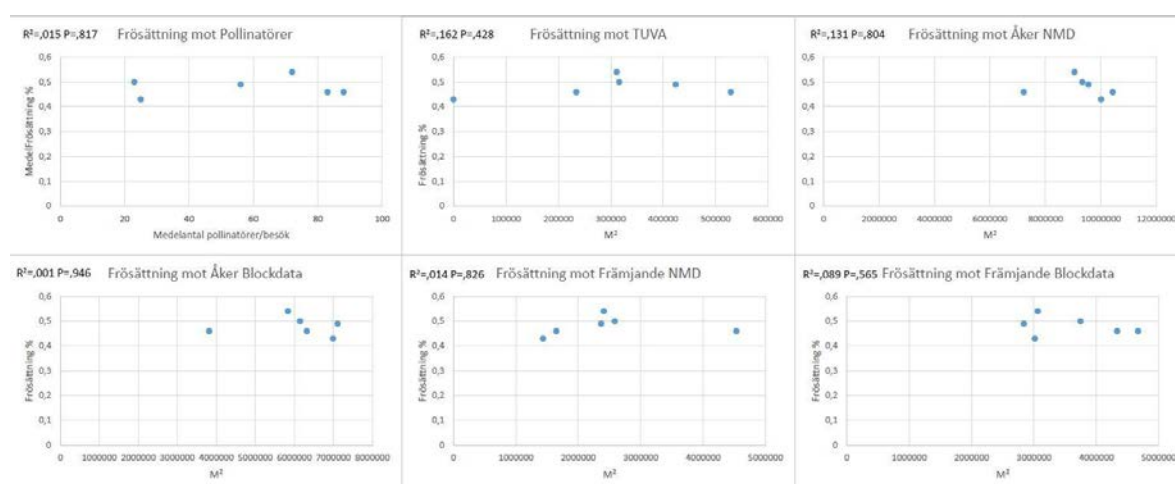 R²=,015 P=,817 Frösättning mot Pollinatörer
MedelFrösättning %
0,6
0,5
0,4
0,3
0,2
0,1
0
0 20 40 60 80 100
Medelantal pollinatörer/besök
R²=,162 P=,428 Frösättning mot TUVA
Frösättning %
0,6
0,5
0,4
0,3
0,2
0,1
0
0 100000 200000 300000 400000 500000 600000
M²
R²=,131 P=,804 Frösättning mot Åker NMD
Frösättning %
0,6
0,5
0,4
0,3
0,2
0,1
0
0 2000000 4000000 6000000 8000000 10000000 12000000
M²
R²=,001 P=,946 Frösättning mot Åker Blockdata
Frösättning %
0,6
0,5
0,4
0,3
0,2
0,1
0
0 1000000 2000000 3000000 4000000 5000000 6000000 7000000 8000000
M²
R²=,014 P=,826 Frösättning mot Främjande NMD
Frösättning %
0,6
0,5
0,4
0,3
0,2
0,1
0
0 1000000 2000000 3000000 4000000 5000000
M²
R²=,089 P=,565 Frösättning mot Främjande Blockdata
Frösättning %
0,6
0,5
0,4
0,3
0,2
0,1
0
0 1000000 2000000 3000000 4000000 5000000
M²